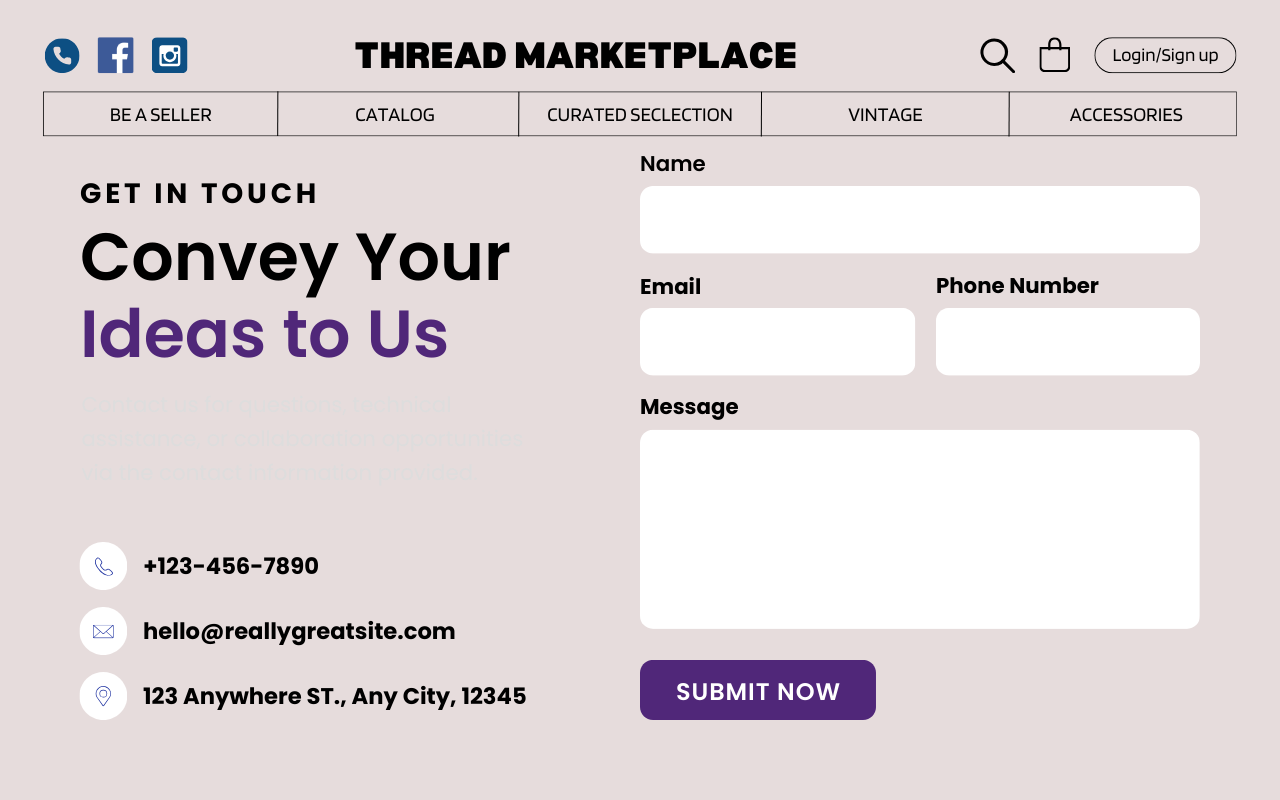 THREAD MARKETPLACE
Login/Sign up
BE A SELLER
CATALOG
CURATED SECLECTION
VINTAGE
ACCESSORIES
GET IN TOUCH
Convey Your
Ideas to Us
Contact us for questions, technical
assistance, or collaboration opportunities
via the contact information provided.
+123-456-7890
hello@reallygreatsite.com
123 Anywhere ST., Any City, 12345
Name
Email
Phone Number
Message
SUBMIT NOW